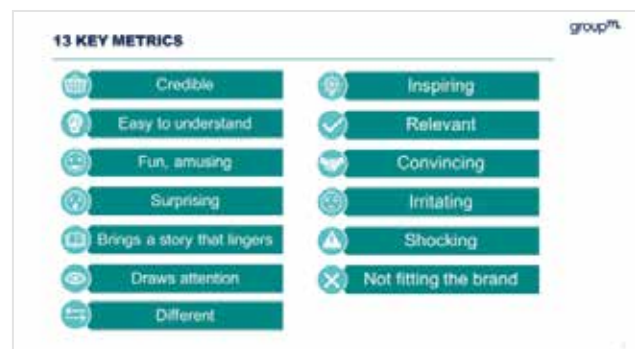 groupm
13 KEY METRICS
Credible
Easy to understand
Fun, amusing
Surprising
Brings a story that lingers
Draws attention
Different
Inspiring
Relevant
Convincing
Irritating
Shocking
Not fitting the brand